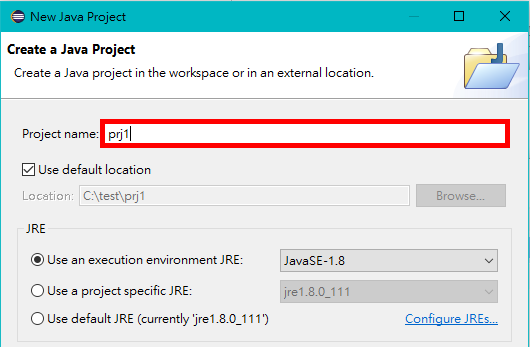 New Java Project
Create a Java Project
Create a Java project in the workspace or in an external location.
Project name: prj1
Use default location
Location: C:\test\prj1 Browse...
JRE
Use an execution environment JRE: JavaSE-1.8
Use a project specific JRE: jre1.8.0_111
Use default JRE (currently 'jre1.8.0_111') Configure JREs...